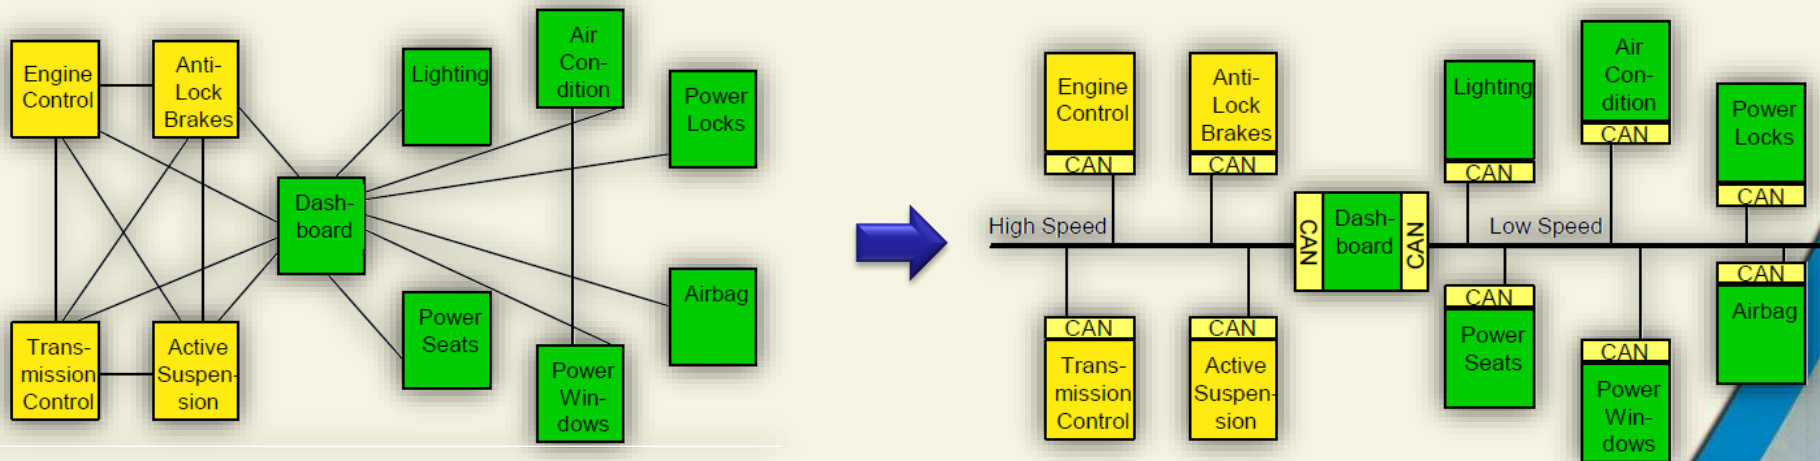 Engine
Control
Anti-
Lock
Brakes
Lighting
Air
Con-
dition
Power
Locks
Dash-
board
Trans-
mission
Control
Active
Suspen-
sion
Power
Seats
Power
Win-
dows
Airbag
Engine
Control
CAN
Anti-
Lock
Brakes
CAN
Lighting
CAN
Air
Con-
dition
CAN
Power
Locks
CAN
High Speed
CAN
Dash-
board
CAN
Low Speed
CAN
Trans-
mission
Control
CAN
Active
Suspen-
sion
CAN
Power
Seats
CAN
Power
Win-
dows
CAN
Airbag